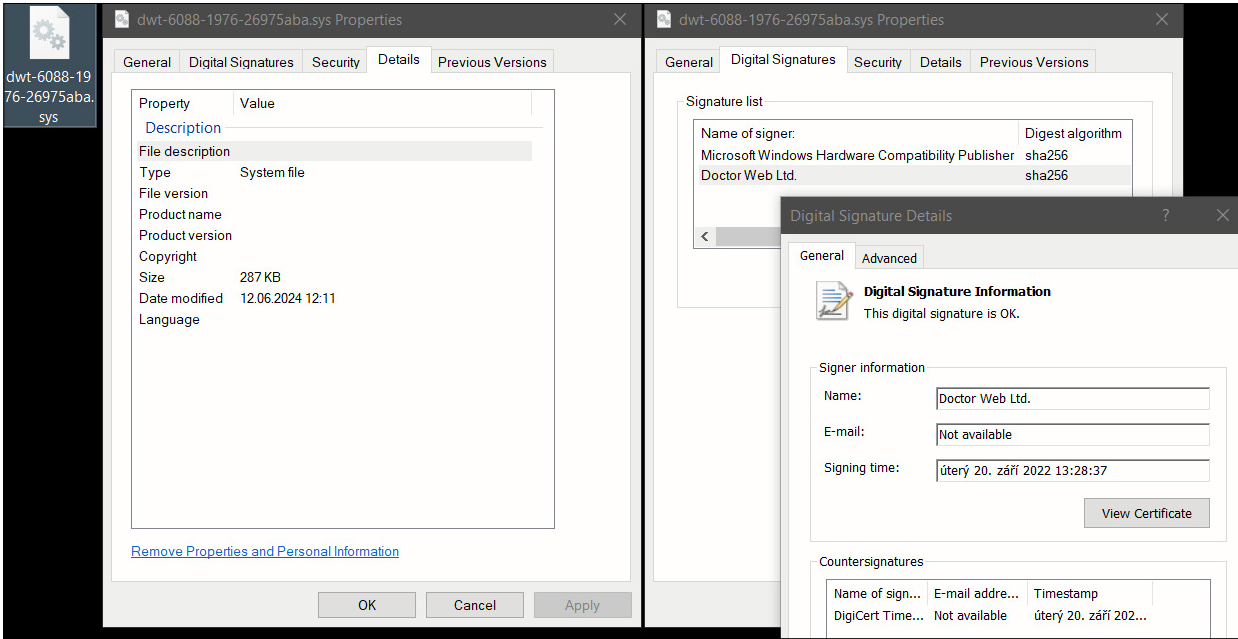 dwt-6088-19
76-26975aba.
sys
dwt-6088-1976-26975aba.sys Properties
General Digital Signatures Security Details Previous Versions
Property Value
Description
File description
Type System file
File version
Product name
Product version
Copyright
Size 287 KB
Date modified 12.06.2024 12:11
Language
Remove Properties and Personal Information
OK Cancel Apply
dwt-6088-1976-26975aba.sys Properties
General Digital Signatures Security Details Previous Versions
Signature list
Name of signer: Digest algorithm
Microsoft Windows Hardware Compatibility Publisher sha256
Doctor Web Ltd. sha256
Digital Signature Details ?
General Advanced
Digital Signature Information
This digital signature is OK.
Signer information
Name: Doctor Web Ltd.
E-mail: Not available
Signing time: úterý 20. září 2022 13:28:37
View Certificate
Countersignatures
Name of sign... E-mail addre... Timestamp
DigiCert Time... Not available úterý 20. září 202...